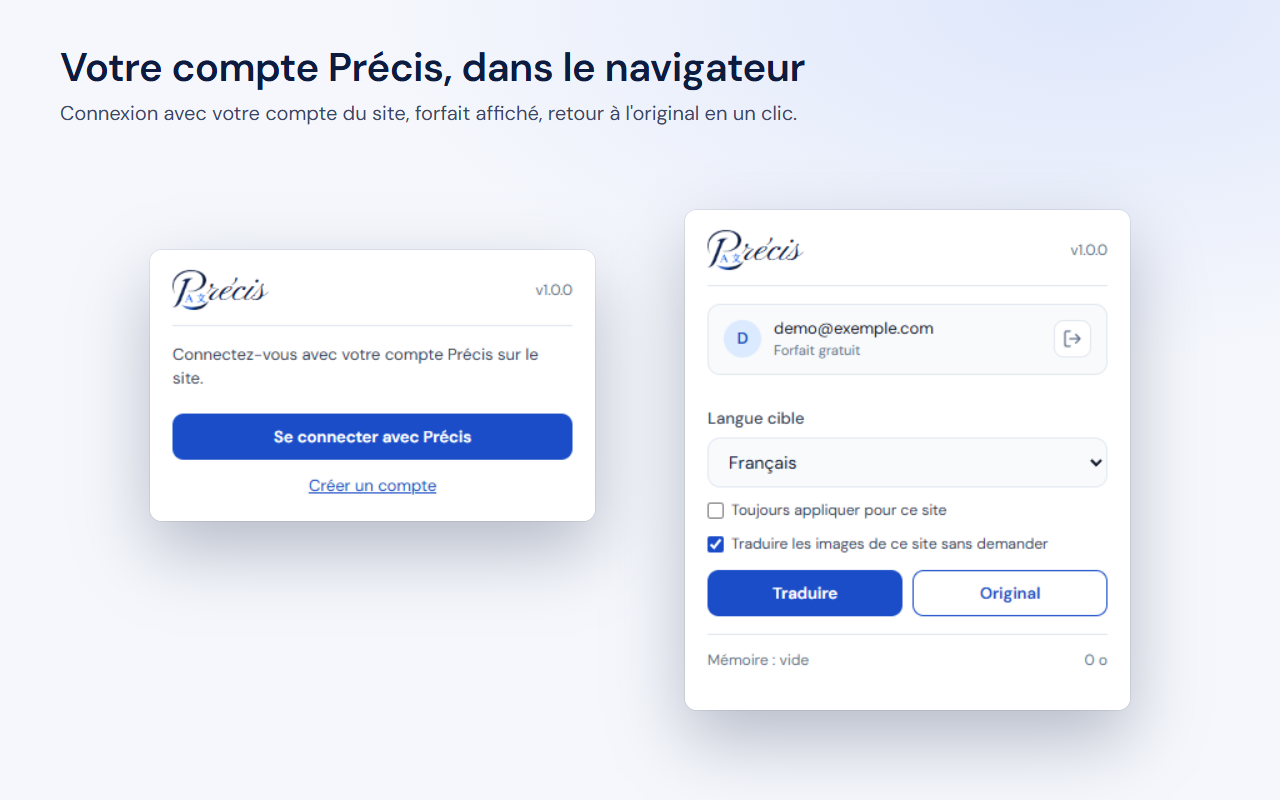 Votre compte Précis, dans le navigateur
Connexion avec votre compte du site, forfait affiché, retour à l'original en un clic.
Précis
A 文
v1.0.0
Connectez-vous avec votre compte Précis sur le
site.
Se connecter avec Précis
Créer un compte
Précis
A 文
v1.0.0
D
demo@exemple.com
Forfait gratuit
Langue cible
Français
Toujours appliquer pour ce site
Traduire les images de ce site sans demander
Traduire
Original
Mémoire : vide
0 o